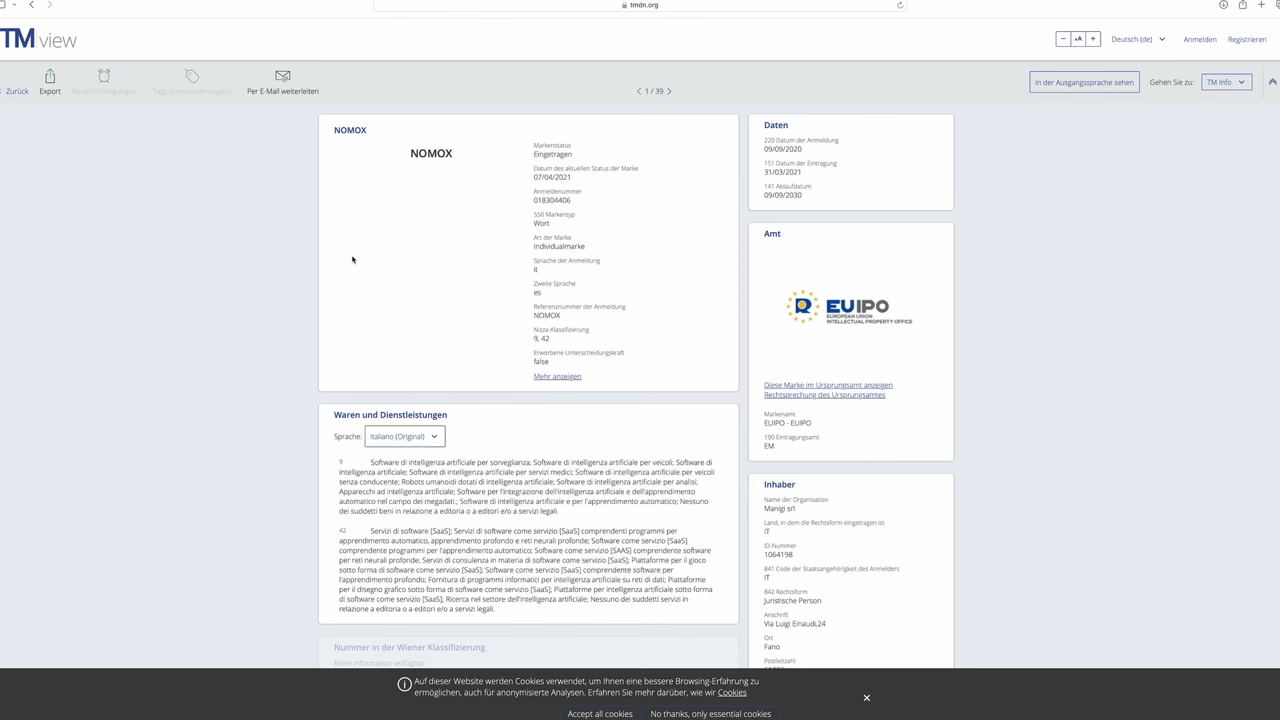 tmdn.org
TM view
− AA +
Deutsch (de)
Anmelden
Registrieren
Zurück
Export
Benachrichtigungen
Tags (Kennzeichnungen)
Per E-Mail weiterleiten
1 / 39
In der Ausgangssprache sehen
Gehen Sie zu:
TM Info
NOMOX
NOMOX
Markenstatus
Eingetragen
Datum des aktuellen Status der Marke
07/04/2021
Anmeldenummer
018304406
550 Markentyp
Wort
Art der Marke
Individualmarke
Sprache der Anmeldung
it
Zweite Sprache
es
Referenznummer der Anmeldung
NOMOX
Nizza-Klassifizierung
9, 42
Erworbene Unterscheidungskraft
false
Mehr anzeigen
Waren und Dienstleistungen
Sprache: Italiano (Original)
9 Software di intelligenza artificiale per sorveglianza; Software di intelligenza artificiale per veicoli; Software di
intelligenza artificiale; Software di intelligenza artificiale per servizi medici; Software di intelligenza artificiale per veicoli
senza conducente; Robots umanoidi dotati di intelligenza artificiale; Software di intelligenza artificiale per analisi;
Apparecchi ad intelligenza artificiale; Software per l'integrazione dell'intelligenza artificiale e dell'apprendimento
automatico nel campo dei megadati.; Software di intelligenza artificiale e per l'apprendimento automatico; Nessuno
dei suddetti beni in relazione a editoria o a editori e/o a servizi legali.
42 Servizi di software [SaaS]; Servizi di software come servizio [SaaS] comprendenti programmi per
apprendimento automatico, apprendimento profondo e reti neurali profonde; Software come servizio [SaaS]
comprendente programmi per l'apprendimento automatico; Software come servizio [SAAS] comprendente software
per reti neurali profonde; Servizi di consulenza in materia di software come servizio [SaaS]; Piattaforme per il gioco
sotto forma di software come servizio [SaaS]; Software come servizio [SaaS] comprendente software per
l'apprendimento profondo; Fornitura di programmi informatici per intelligenza artificiale su reti di dati; Piattaforme
per il disegno grafico sotto forma di software come servizio [SaaS]; Piattaforme per intelligenza artificiale sotto forma
di software come servizio [SaaS], Ricerca nel settore dell'intelligenza artificiale; Nessuno dei suddetti servizi in
relazione a editoria o a editori e/o a servizi legali.
Nummer in der Wiener Klassifizierung
Keine Information verfügbar
Daten
220 Datum der Anmeldung
09/09/2020
151 Datum der Eintragung
31/03/2021
141 Ablaufdatum
09/09/2030
Amt
EUIPO
EUROPEAN UNION
INTELLECTUAL PROPERTY OFFICE
Diese Marke im Ursprungsamt anzeigen
Rechtsprechung des Ursprungsamtes
Markenamt
EUIPO - EUIPO
190 Eintragungsamt
EM
Inhaber
Name der Organisation
Manigi srl
Land, in dem die Rechtsform eingetragen ist
IT
ID-Nummer
1064198
841 Code der Staatsangehörigkeit des Anmelders
IT
842 Rechtsform
Juristische Person
Anschrift
Via Luigi Einaudi,24
Ort
Fano
Postleitzahl
Auf dieser Website werden Cookies verwendet, um Ihnen eine bessere Browsing-Erfahrung zu
ermöglichen, auch für anonymisierte Analysen. Erfahren Sie mehr darüber, wie wir Cookies
Accept all cookies
No thanks, only essential cookies